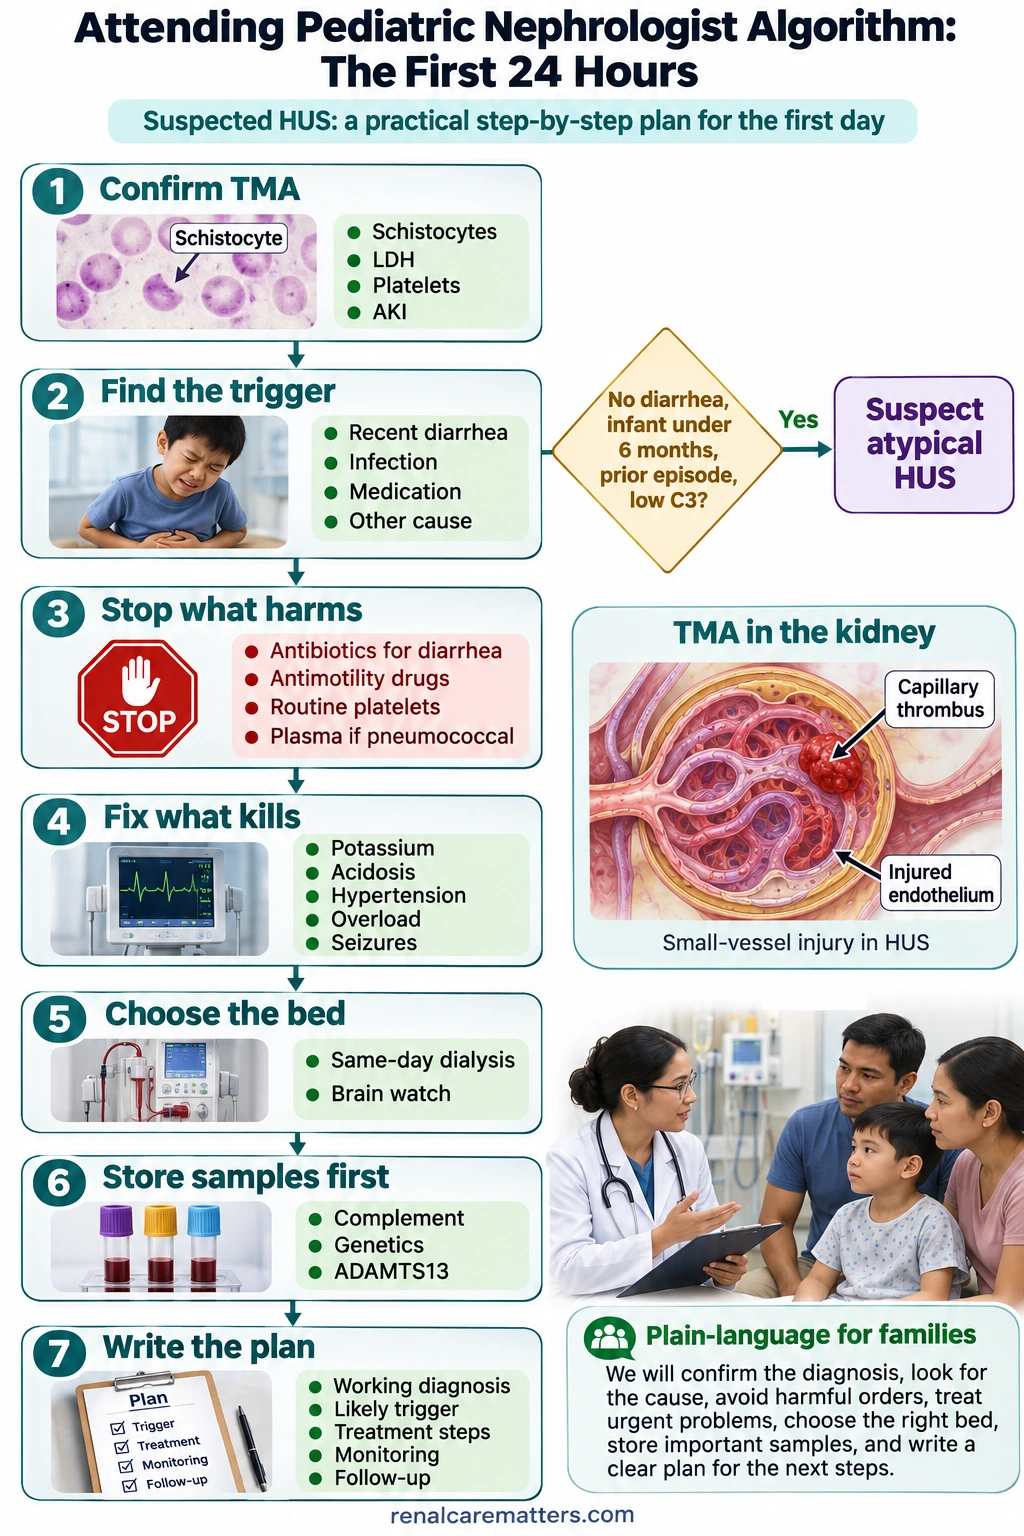 Attending Pediatric Nephrologist Algorithm:
The First 24 Hours
Suspected HUS: a practical step-by-step plan for the first day
1 Confirm TMA
Schistocyte
Schistocytes
LDH
Platelets
AKI
2 Find the trigger
Recent diarrhea
Infection
Medication
Other cause
No diarrhea,
infant under
6 months,
prior episode,
low C3?
Yes
Suspect
atypical
HUS
3 Stop what harms
STOP
Antibiotics for diarrhea
Antimotility drugs
Routine platelets
Plasma if pneumococcal
TMA in the kidney
Capillary
thrombus
Injured
endothelium
Small-vessel injury in HUS
4 Fix what kills
Potassium
Acidosis
Hypertension
Overload
Seizures
5 Choose the bed
Same-day dialysis
Brain watch
6 Store samples first
Complement
Genetics
ADAMTS13
7 Write the plan
Plan
Trigger
Treatment
Monitoring
Follow-up
Working diagnosis
Likely trigger
Treatment steps
Monitoring
Follow-up
Plain-language for families
We will confirm the diagnosis, look for
the cause, avoid harmful orders, treat
urgent problems, choose the right bed,
store important samples, and write a
clear plan for the next steps.
renalcarematters.com